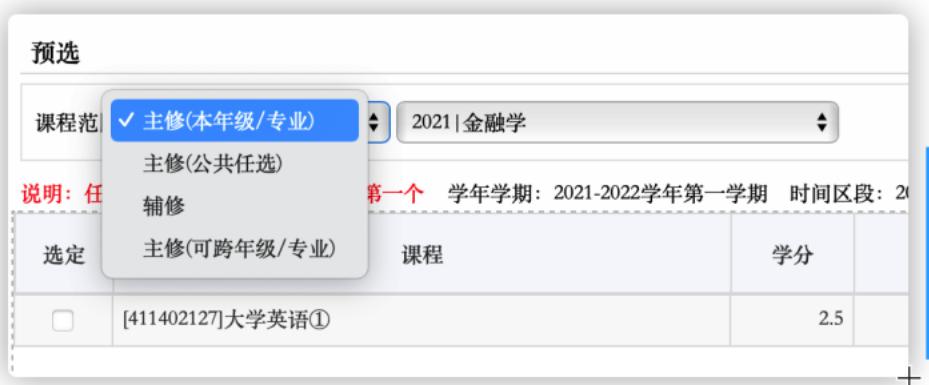 预选
课程范
✓ 主修(本年级/专业)
2021|金融学
主修(公共任选)
辅修
主修(可跨年级/专业)
说明：任
第一个 学年学期：2021-2022学年第一学期 时间区段：20
选定 课程 学分
[411402127]大学英语① 2.5